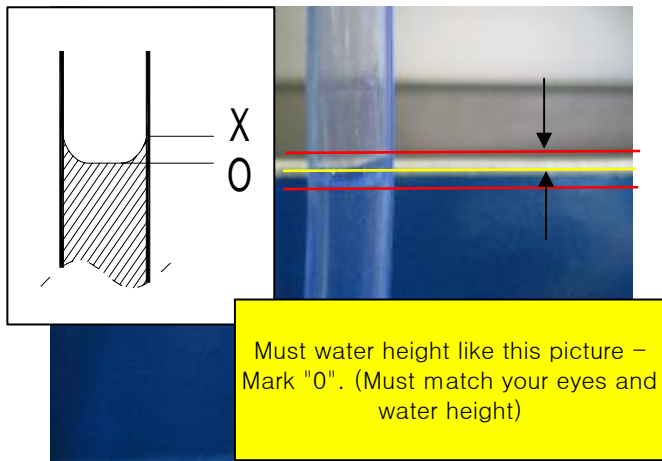 X
O
Must water height like this picture –
Mark "0". (Must match your eyes and
water height)